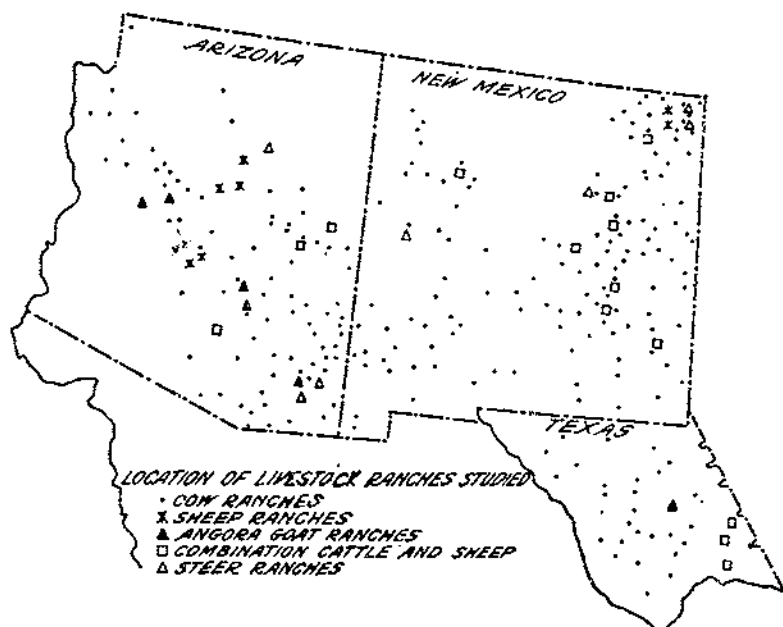 ARIZONA
NEW MEXICO
TEXAS
LOCATION OF LIVESTOCK RANCHES STUDIED
COW RANCHES
SHEEP RANCHES
ANGORA GOAT RANCHES
COMBINATION CATTLE AND SHEEP
STEER RANCHES